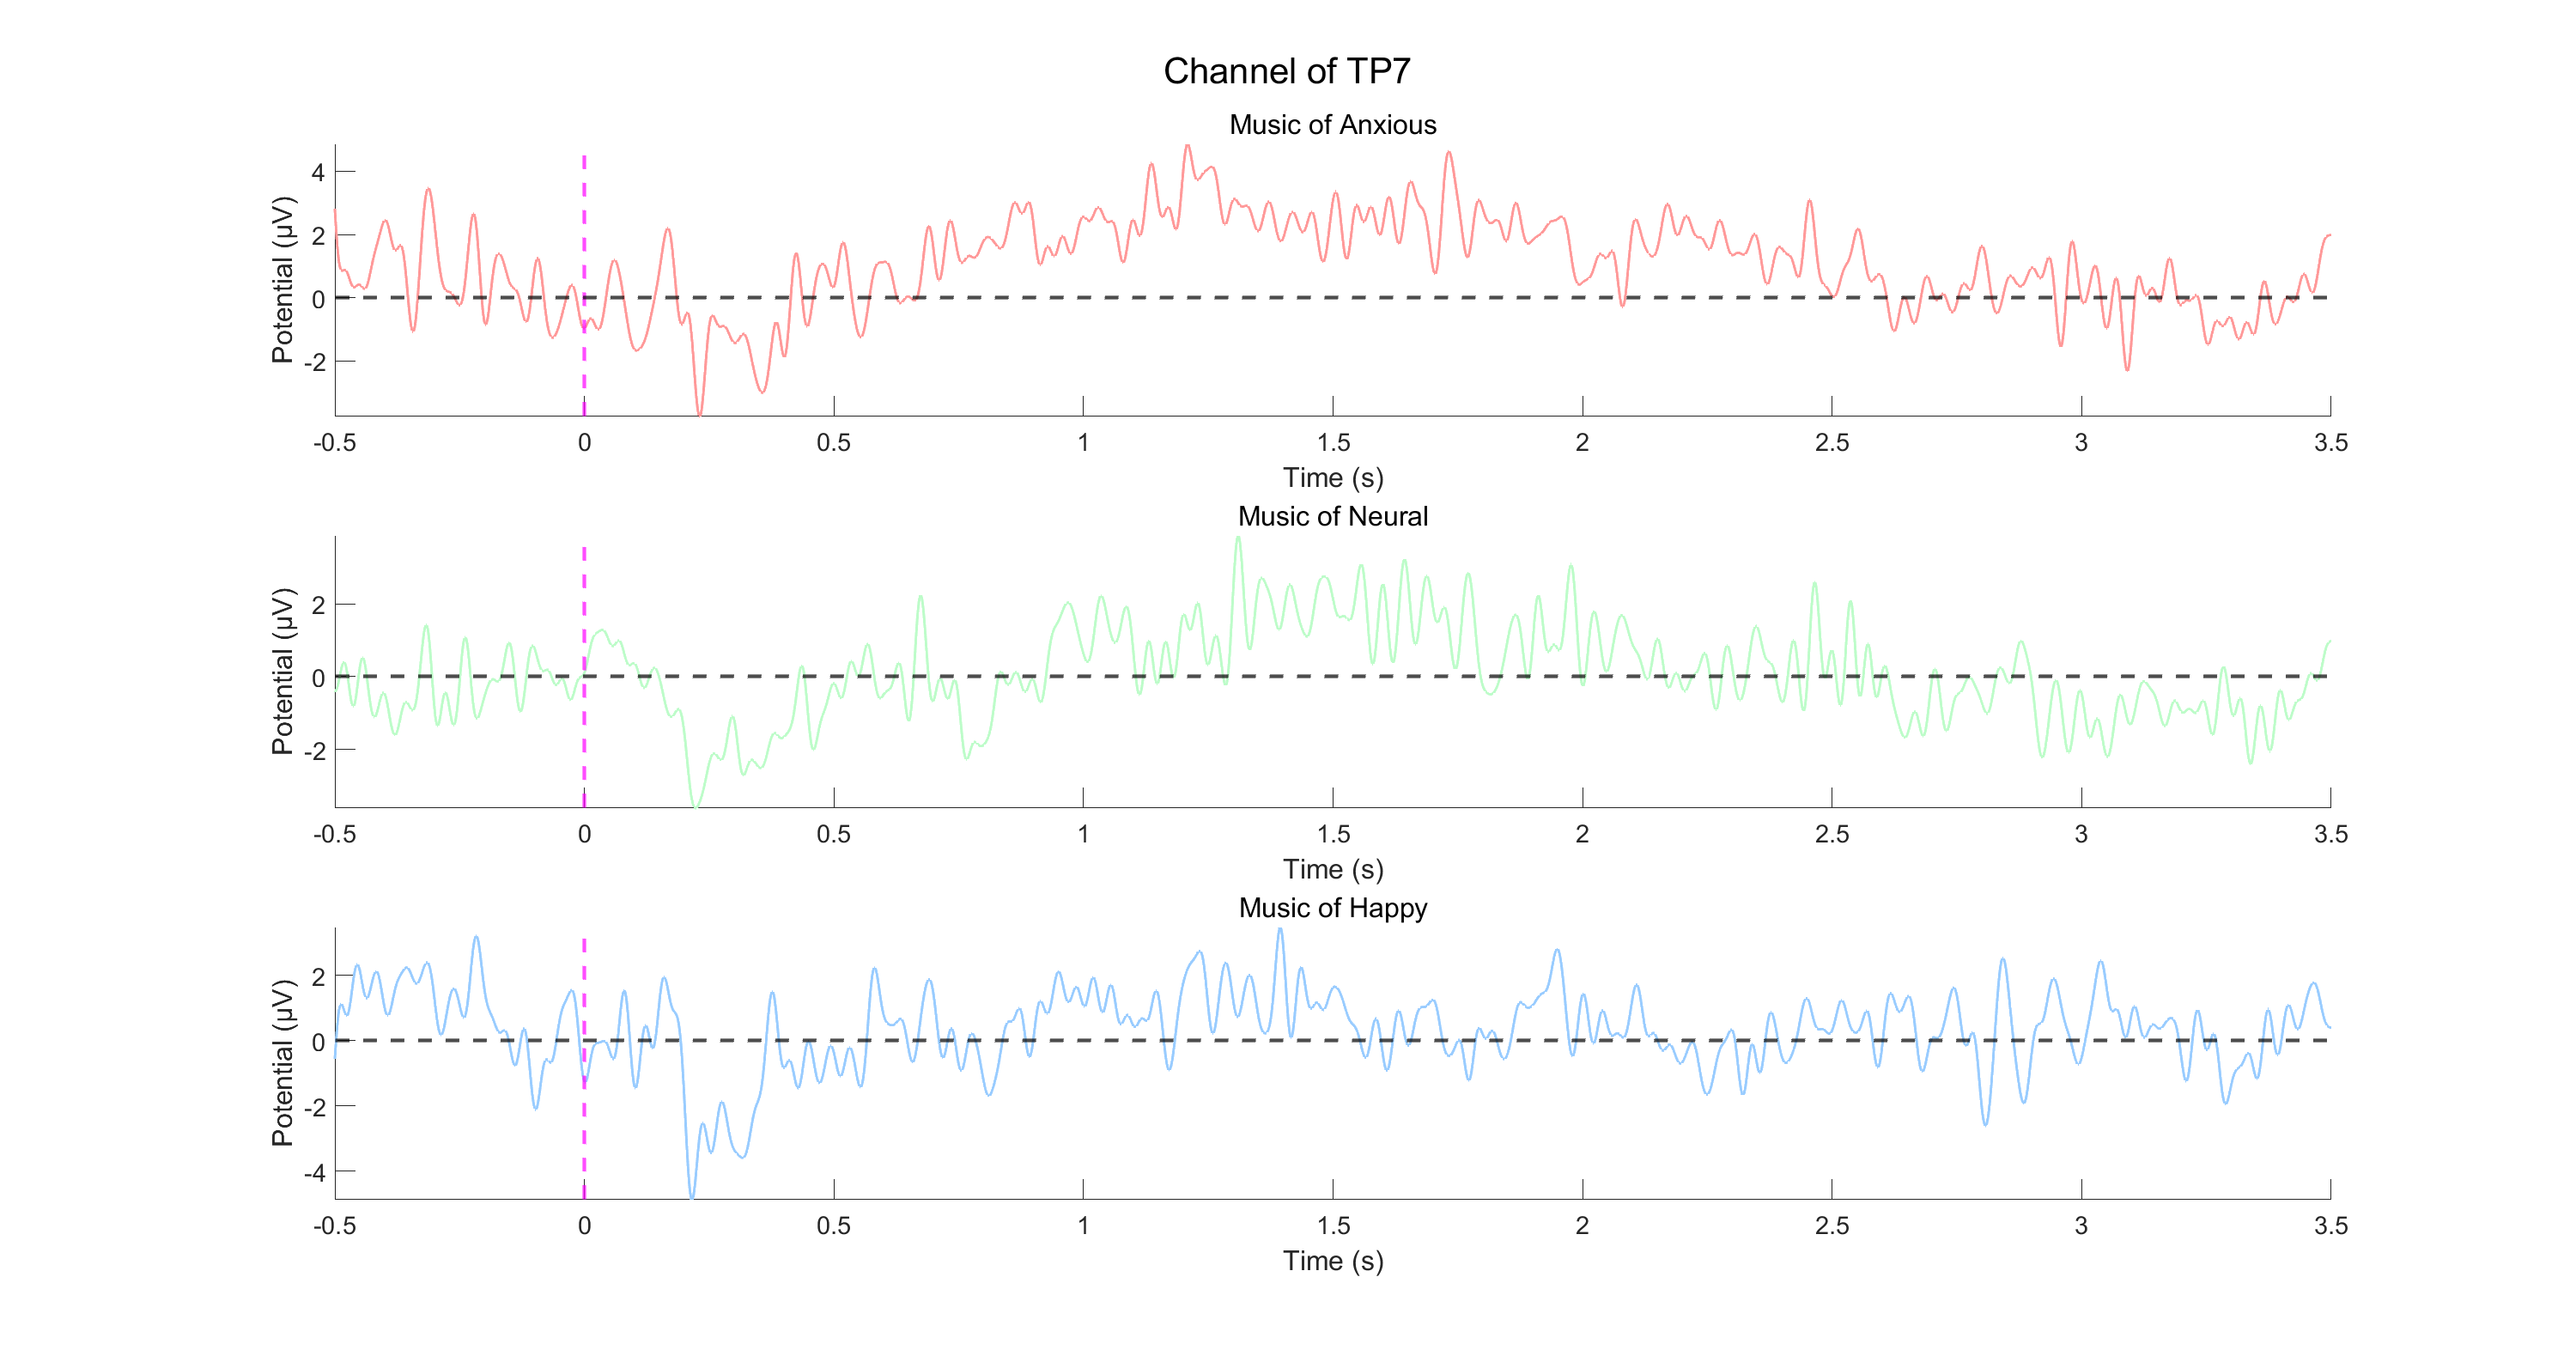 Channel of TP7
Music of Anxious
Potential (µV)
4
2
0
-2
-0.5 0 0.5 1 1.5 2 2.5 3 3.5
Time (s)
Music of Neural
Potential (µV)
2
0
-2
-0.5 0 0.5 1 1.5 2 2.5 3 3.5
Time (s)
Music of Happy
Potential (µV)
2
0
-2
-4
-0.5 0 0.5 1 1.5 2 2.5 3 3.5
Time (s)